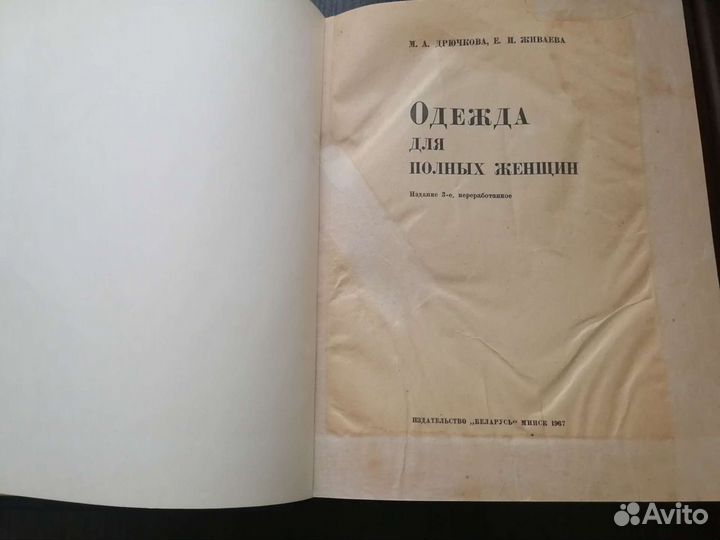 М. А. ДРЮЧКОВА, Е. И. ЖИВАЕВА
ОДЕЖДА
ДЛЯ
ПОЛНЫХ ЖЕНЩИН
Издание 3-е, переработанное
ИЗДАТЕЛЬСТВО „БЕЛАРУСЬ" МИНСК 1967
Avito